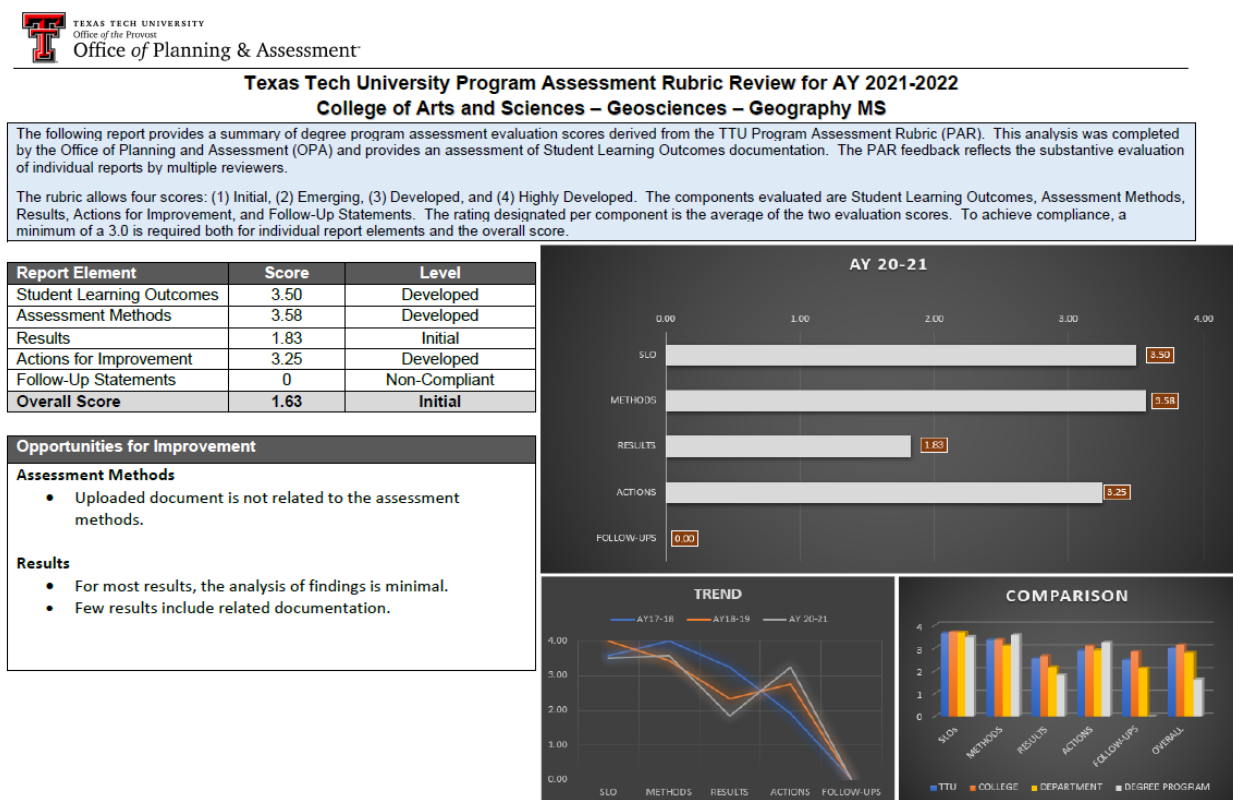 TEXAS TECH UNIVERSITY
Office of the Provost
Office of Planning & Assessment
Texas Tech University Program Assessment Rubric Review for AY 2021-2022
College of Arts and Sciences – Geosciences – Geography MS
The following report provides a summary of degree program assessment evaluation scores derived from the TTU Program Assessment Rubric (PAR). This analysis was completed
by the Office of Planning and Assessment (OPA) and provides an assessment of Student Learning Outcomes documentation. The PAR feedback reflects the substantive evaluation
of individual reports by multiple reviewers.
The rubric allows four scores: (1) Initial, (2) Emerging, (3) Developed, and (4) Highly Developed. The components evaluated are Student Learning Outcomes, Assessment Methods,
Results, Actions for Improvement, and Follow-Up Statements. The rating designated per component is the average of the two evaluation scores. To achieve compliance, a
minimum of a 3.0 is required both for individual report elements and the overall score.
Report Element Score Level
Student Learning Outcomes 3.50 Developed
Assessment Methods 3.58 Developed
Results 1.83 Initial
Actions for Improvement 3.25 Developed
Follow-Up Statements 0 Non-Compliant
Overall Score 1.63 Initial
Opportunities for Improvement
Assessment Methods
• Uploaded document is not related to the assessment
methods.
Results
• For most results, the analysis of findings is minimal.
• Few results include related documentation.
AY 20-21
0.00 1.00 2.00 3.00 4.00
SLO 3.50
METHODS 3.58
RESULTS 1.83
ACTIONS 3.25
FOLLOW-UPS 0.00
TREND
AY17-18 AY18-19 AY 20-21
4.00
3.00
2.00
1.00
0.00
SLO METHODS RESULTS ACTIONS FOLLOW-UPS
COMPARISON
4
3
2
1
0
SLOs METHODS RESULTS ACTIONS FOLLOW-UPS OVERALL
TTU COLLEGE DEPARTMENT DEGREE PROGRAM